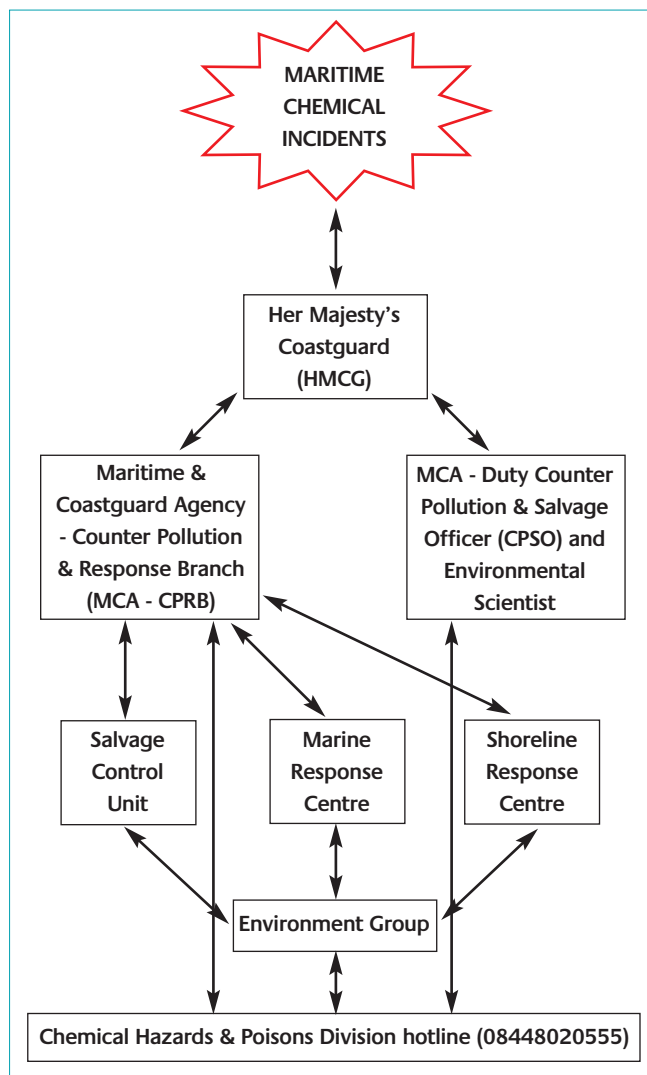 MARITIME
CHEMICAL
INCIDENTS
Her Majesty’s
Coastguard
(HMCG)
Maritime &
Coastguard Agency
- Counter Pollution
& Response Branch
(MCA - CPRB)
MCA - Duty Counter
Pollution & Salvage
Officer (CPSO) and
Environmental
Scientist
Salvage
Control
Unit
Marine
Response
Centre
Shoreline
Response
Centre
Environment Group
Chemical Hazards & Poisons Division hotline (08448020555)